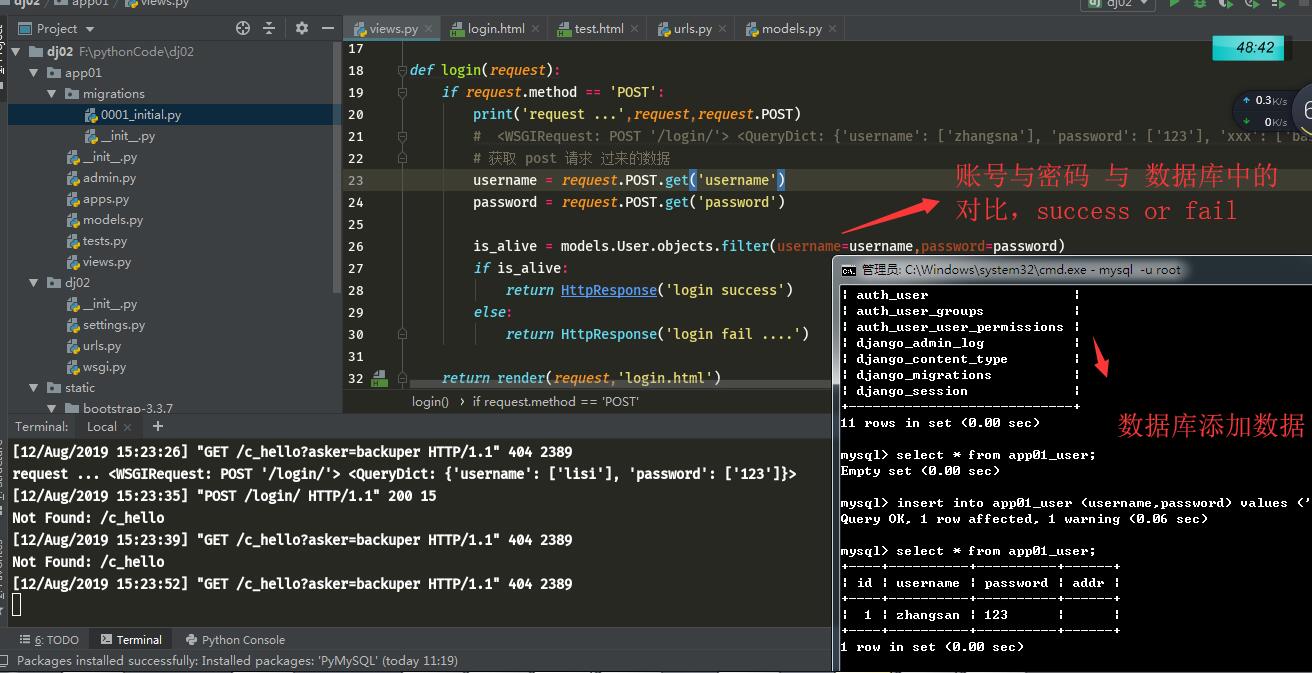 dj02
app01
views.py
dj02
Project
views.py
login.html
test.html
urls.py
models.py
48:42
0.3K/s
0K/s
dj02 F:\pythonCode\dj02
app01
migrations
0001_initial.py
__init__.py
__init__.py
admin.py
apps.py
models.py
tests.py
views.py
dj02
__init__.py
settings.py
urls.py
wsgi.py
static
bootstrap-3.3.7
17
18 def login(request):
19 if request.method == 'POST':
20 print('request ...',request,request.POST)
21 # <WSGIRequest: POST '/login/'> <QueryDict: {'username': ['zhangsna'], 'password': ['123'], 'xxx': ['ba
22 # 获取 post 请求 过来的数据
23 username = request.POST.get('username')
24 password = request.POST.get('password')
25
26 is_alive = models.User.objects.filter(username=username,password=password)
27 if is_alive:
28 return HttpResponse('login success')
29 else:
30 return HttpResponse('login fail ....')
31
32 return render(request,'login.html')
login() › if request.method == 'POST'
账号与密码 与 数据库中的
对比，success or fail
管理员: C:\Windows\system32\cmd.exe - mysql -u root
| auth_user |
| auth_user_groups |
| auth_user_user_permissions |
| django_admin_log |
| django_content_type |
| django_migrations |
| django_session |
+----------------------------+
11 rows in set (0.00 sec)
数据库添加数据
mysql> select * from app01_user;
Empty set (0.00 sec)
mysql> insert into app01_user (username,password) values ('
Query OK, 1 row affected, 1 warning (0.06 sec)
mysql> select * from app01_user;
+----+----------+----------+------+
| id | username | password | addr |
+----+----------+----------+------+
| 1 | zhangsan | 123 | |
+----+----------+----------+------+
1 row in set (0.00 sec)
Terminal: Local × +
[12/Aug/2019 15:23:26] "GET /c_hello?asker=backuper HTTP/1.1" 404 2389
request ... <WSGIRequest: POST '/login/'> <QueryDict: {'username': ['lisi'], 'password': ['123']}>
[12/Aug/2019 15:23:35] "POST /login/ HTTP/1.1" 200 15
Not Found: /c_hello
[12/Aug/2019 15:23:39] "GET /c_hello?asker=backuper HTTP/1.1" 404 2389
Not Found: /c_hello
[12/Aug/2019 15:23:52] "GET /c_hello?asker=backuper HTTP/1.1" 404 2389
6: TODO
Terminal
Python Console
Packages installed successfully: Installed packages: 'PyMySQL' (today 11:19)